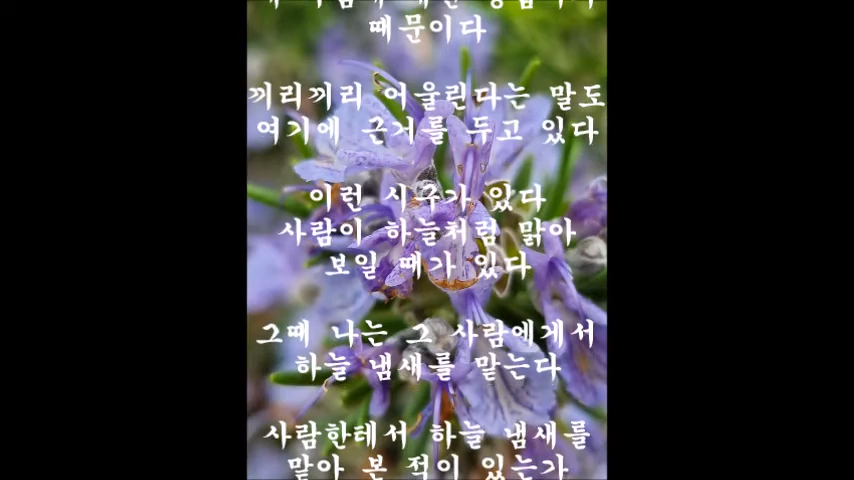 때문이다
끼리끼리 어울린다는 말도
여기에 근거를 두고 있다
이런 시구가 있다
사람이 하늘처럼 맑아
보일 때가 있다
그때 나는 그 사람에게서
하늘 냄새를 맡는다
사람한테서 하늘 냄새를
맡아 본 적이 있는가